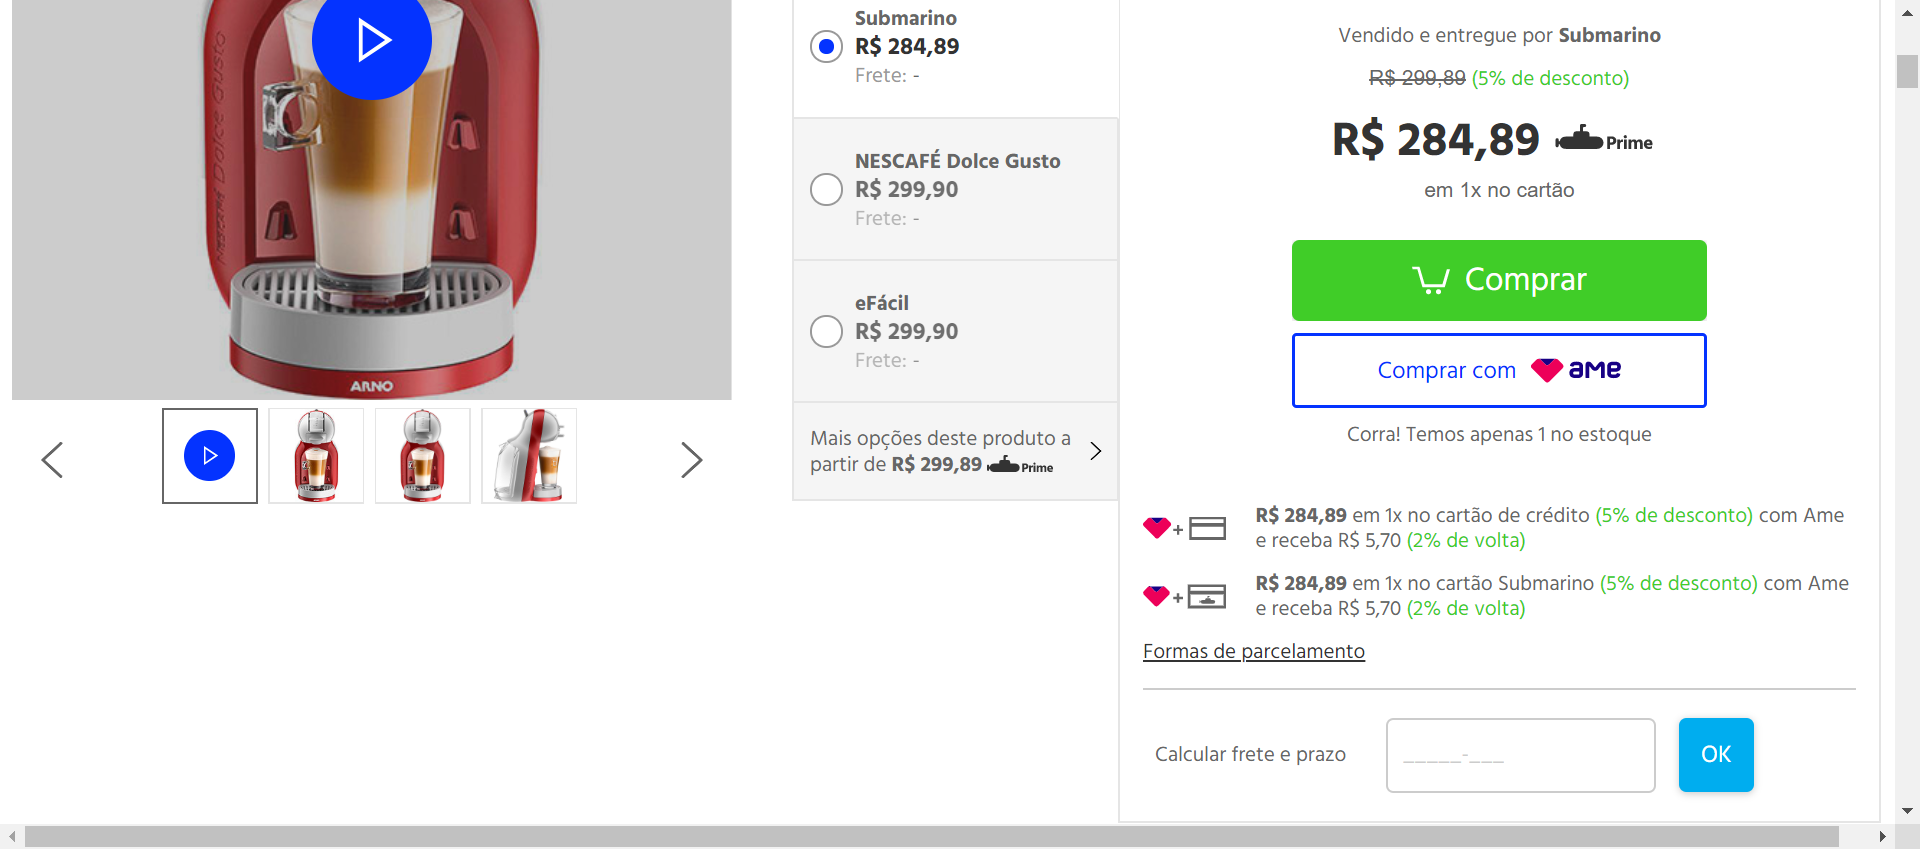 NESCAFÉ Dolce Gusto
ARNO
Submarino
R$ 284,89
Frete: -
NESCAFÉ Dolce Gusto
R$ 299,90
Frete: -
eFácil
R$ 299,90
Frete: -
Mais opções deste produto a
partir de R$ 299,89 Prime
Vendido e entregue por Submarino
R$ 299,89 (5% de desconto)
R$ 284,89 Prime
em 1x no cartão
Comprar
Comprar com ame
Corra! Temos apenas 1 no estoque
R$ 284,89 em 1x no cartão de crédito (5% de desconto) com Ame
e receba R$ 5,70 (2% de volta)
R$ 284,89 em 1x no cartão Submarino (5% de desconto) com Ame
e receba R$ 5,70 (2% de volta)
Formas de parcelamento
Calcular frete e prazo
_____-___
OK